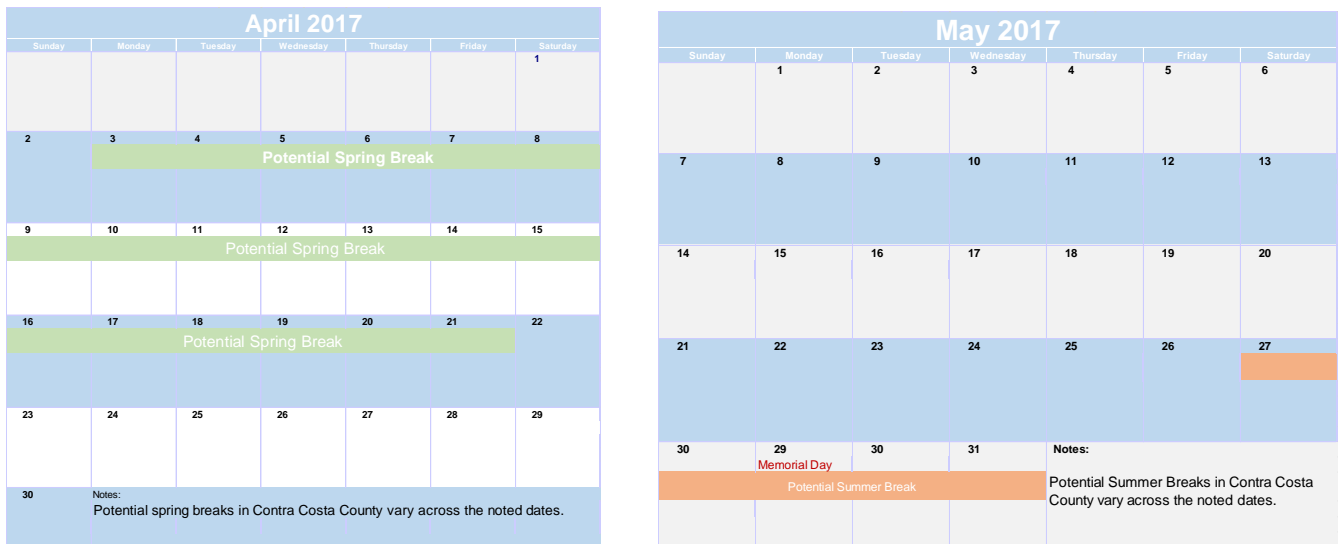 April 2017
Sunday Monday Tuesday Wednesday Thursday Friday Saturday
1
2 3 4 5 6 7 8
Potential Spring Break
9 10 11 12 13 14 15
Potential Spring Break
16 17 18 19 20 21 22
Potential Spring Break
23 24 25 26 27 28 29
30 Notes:
Potential spring breaks in Contra Costa County vary across the noted dates.
May 2017
Sunday Monday Tuesday Wednesday Thursday Friday Saturday
1 2 3 4 5 6
7 8 9 10 11 12 13
14 15 16 17 18 19 20
21 22 23 24 25 26 27
30 29 30 31 Notes:
Memorial Day
Potential Summer Break
Potential Summer Breaks in Contra Costa
County vary across the noted dates.